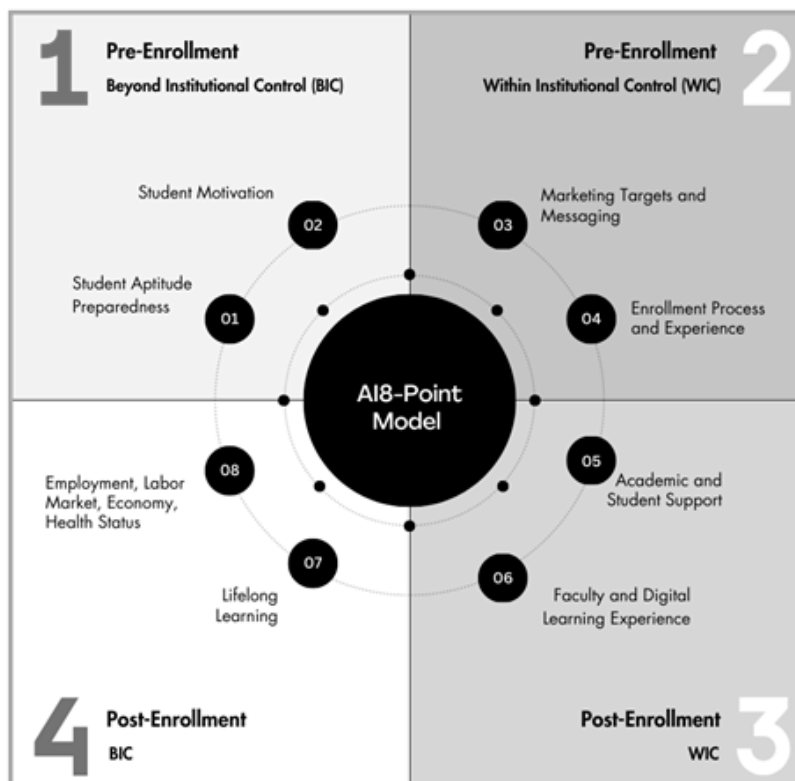 1
Pre-Enrollment
Beyond Institutional Control (BIC)
Pre-Enrollment
Within Institutional Control (WIC)
2
Student Motivation
02
03
Marketing Targets and
Messaging
Student Aptitude
Preparedness
01
04
Enrollment Process
and Experience
AI8-Point
Model
Employment, Labor
Market, Economy,
Health Status
08
05
Academic and
Student Support
Lifelong
Learning
07
06
Faculty and Digital
Learning Experience
4
Post-Enrollment
BIC
Post-Enrollment
WIC
3